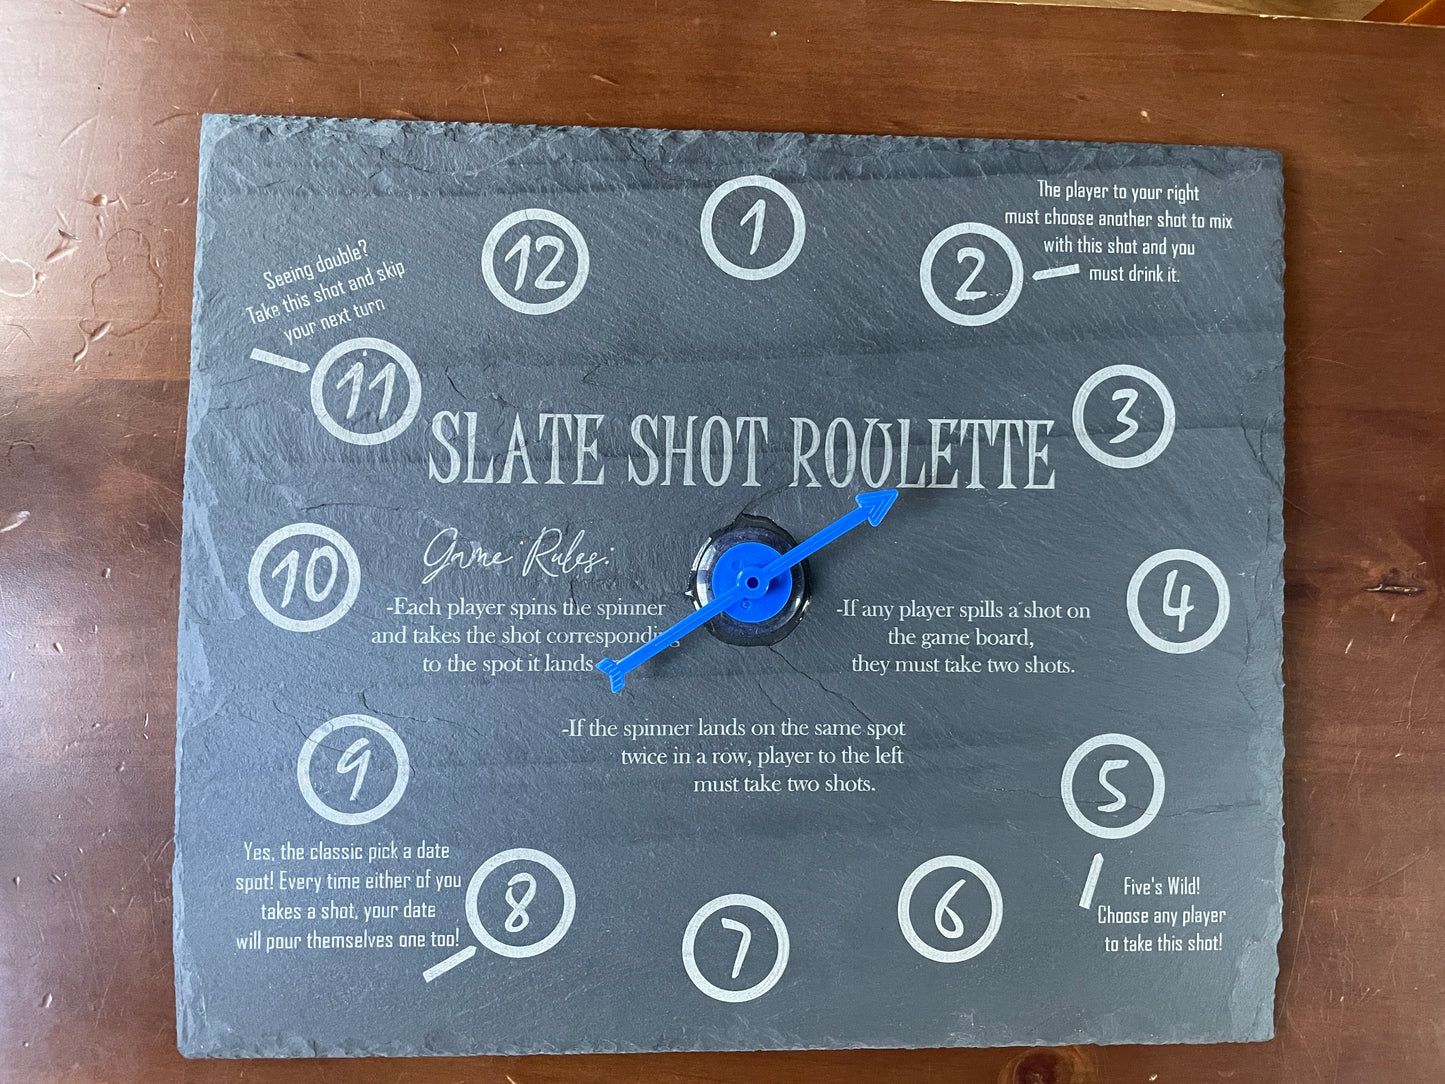 1
The player to your right
must choose another shot to mix
with this shot and you
must drink it.
2
12
Seeing double?
Take this shot and skip
your next turn
11
3
SLATE SHOT ROULETTE
Game Rules:
-Each player spins the spinner
and takes the shot corresponding
to the spot it lands
-If any player spills a shot on
the game board,
they must take two shots.
-If the spinner lands on the same spot
twice in a row, player to the left
must take two shots.
10
4
9
5
Five's Wild!
Choose any player
to take this shot!
Yes, the classic pick a date
spot! Every time either of you
takes a shot, your date
will pour themselves one too!
8
7
6